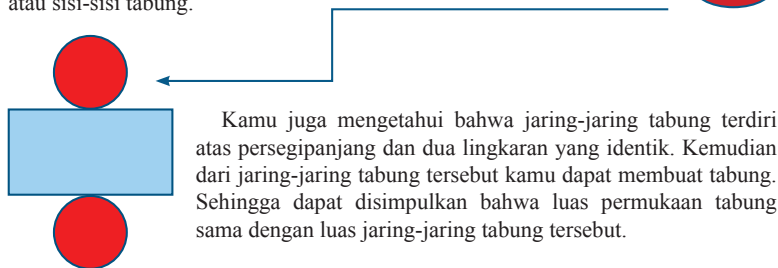 atau sisi-sisi tabung.
Kamu juga mengetahui bahwa jaring-jaring tabung terdiri
atas persegipanjang dan dua lingkaran yang identik. Kemudian
dari jaring-jaring tabung tersebut kamu dapat membuat tabung.
Sehingga dapat disimpulkan bahwa luas permukaan tabung
sama dengan luas jaring-jaring tabung tersebut.